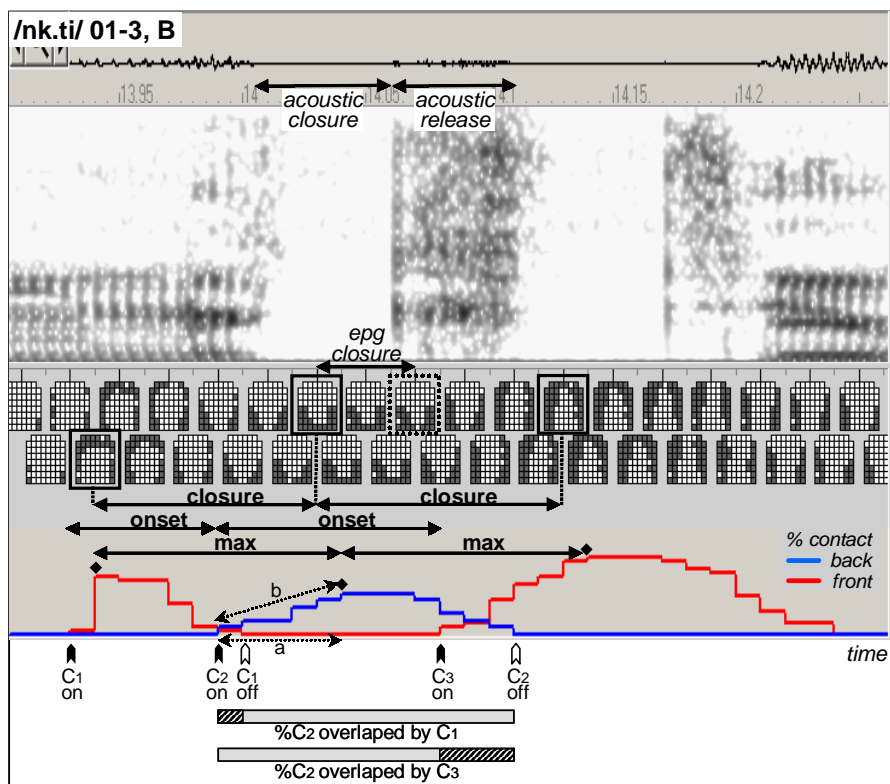 /nk.ti/ 01-3, B
13.95 14 14.05 14.1 14.15 14.2
acoustic closure
acoustic release
epg closure
closure closure
onset onset
max max
% contact
back
front
b
a
time
C1 on
C2 on
C1 off
C3 on
C2 off
%C2 overlaped by C1
%C2 overlaped by C3